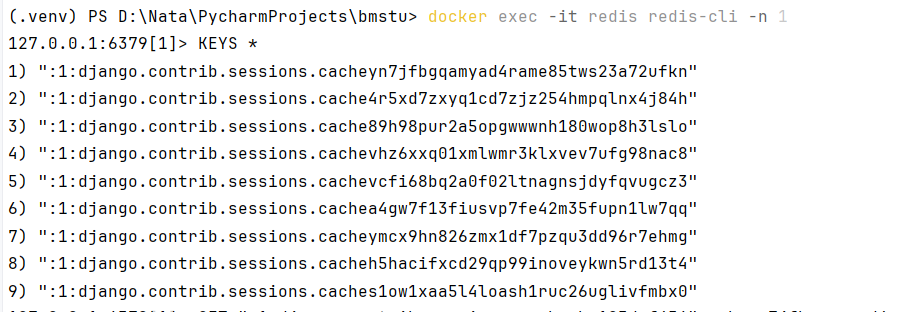 (.venv) PS D:\Nata\PycharmProjects\bmstu> docker exec -it redis redis-cli -n 1
127.0.0.1:6379[1]> KEYS *
1) ":1:django.contrib.sessions.cacheyn7jfbgqamyad4rame85tws23a72ufkn"
2) ":1:django.contrib.sessions.cache4r5xd7zxyq1cd7zjz254hmpqlnx4j84h"
3) ":1:django.contrib.sessions.cache89h98pur2a5opgwwwnh180wop8h3lslo"
4) ":1:django.contrib.sessions.cachevhz6xxq01xmlwmr3klxvev7ufg98nac8"
5) ":1:django.contrib.sessions.cachevcfi68bq2a0f02ltnagnsjdyfqvugcz3"
6) ":1:django.contrib.sessions.cachea4gw7f13fiusvp7fe42m35fupn1lw7qq"
7) ":1:django.contrib.sessions.cacheymcx9hn826zmx1df7pzqu3dd96r7ehmg"
8) ":1:django.contrib.sessions.cacheh5hacifxcd29qp99inoveykwn5rd13t4"
9) ":1:django.contrib.sessions.caches1ow1xaa5l4loash1ruc26uglivfmbx0"